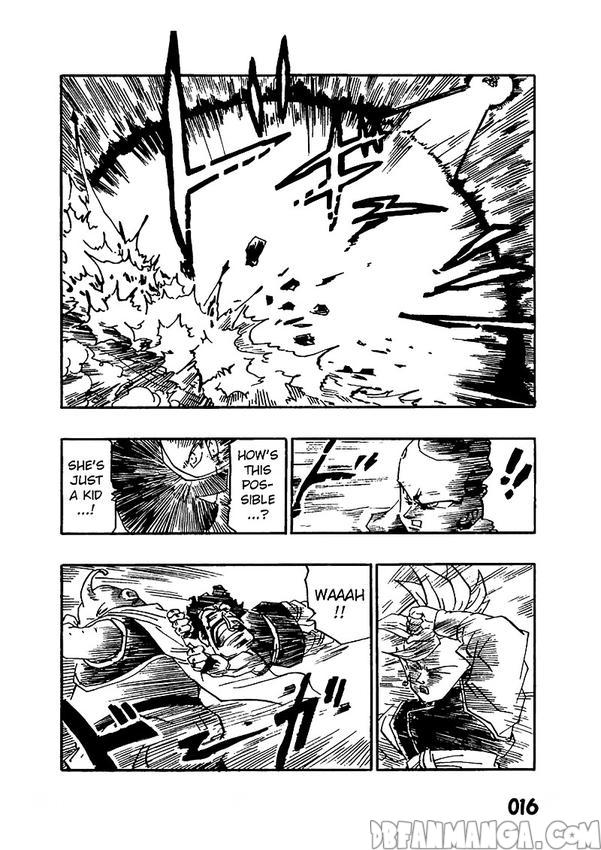 HOW'S
THIS
POS-
SIBLE
...?
SHE'S
JUST
A KID
...!
WAAAH
!!
016
DBFANMANGA.COM